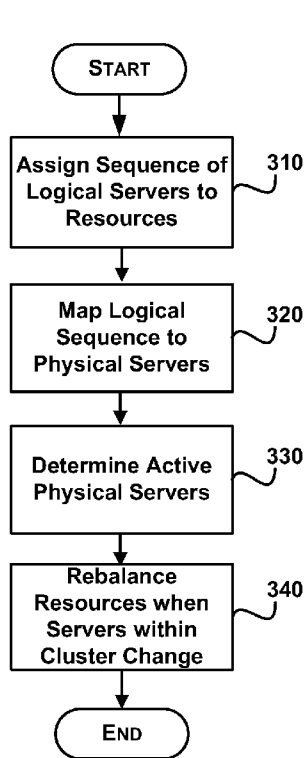 START
Assign Sequence of
Logical Servers to
Resources
310
Map Logical
Sequence to
Physical Servers
320
Determine Active
Physical Servers
330
Rebalance
Resources when
Servers within
Cluster Change
340
END